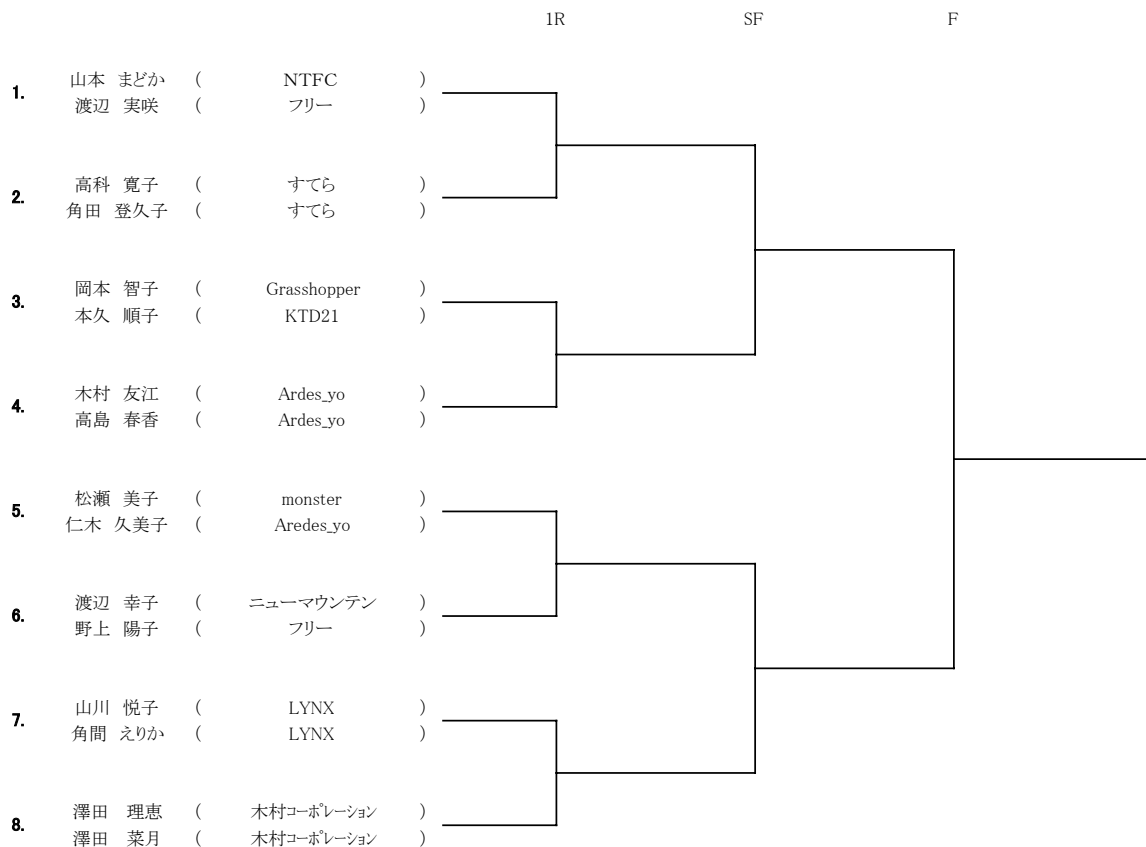 1R SF F
山本 まどか ( NTFC )
1.
渡辺 実咲 ( フリー )
高科 寛子 ( すてら )
2.
角田 登久子 ( すてら )
岡本 智子 ( Grasshopper )
3.
本久 順子 ( KTD21 )
木村 友江 ( Ardes_yo )
4.
高島 春香 ( Ardes_yo )
松瀬 美子 ( monster )
5.
仁木 久美子 ( Aredes_yo )
渡辺 幸子 ( ニューマウンテン )
6.
野上 陽子 ( フリー )
山川 悦子 ( LYNX )
7.
角間 えりか ( LYNX )
澤田 理恵 ( 木村コーポレーション )
8.
澤田 菜月 ( 木村コーポレーション )